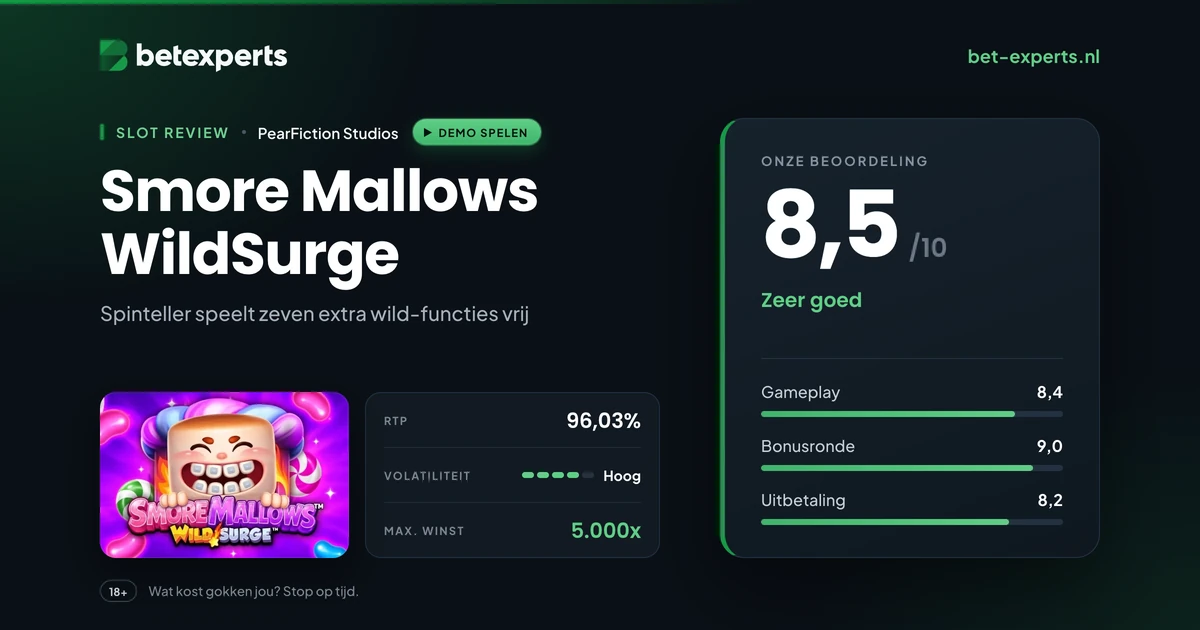 betexperts
bet-experts.nl
SLOT REVIEW • PearFiction Studios ▶ DEMO SPELEN
Smore Mallows
WildSurge
Spinteller speelt zeven extra wild-functies vrij
SMORE MALLOWS™
WILD SURGE™
RTP 96,03%
VOLATILITEIT Hoog
MAX. WINST 5.000x
18+ Wat kost gokken jou? Stop op tijd.
ONZE BEOORDELING
8,5 /10
Zeer goed
Gameplay 8,4
Bonusronde 9,0
Uitbetaling 8,2